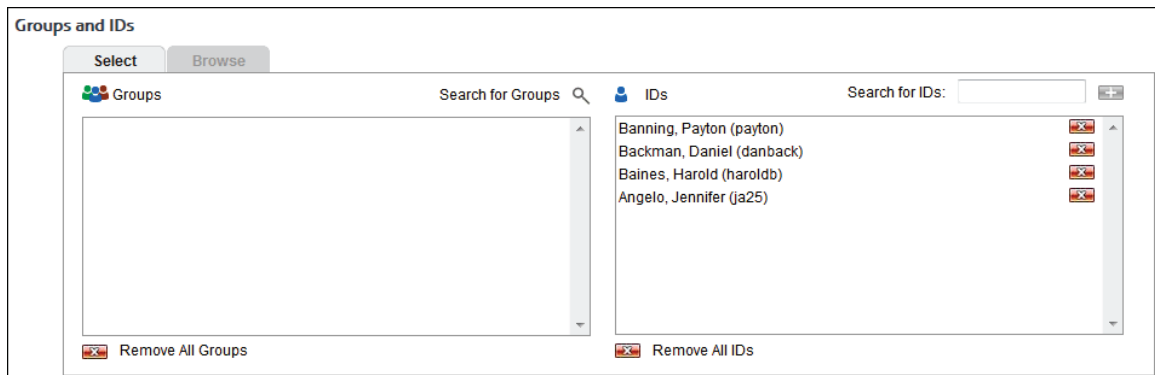 Groups and IDs
Select Browse
Groups Search for Groups IDs Search for IDs:
Banning, Payton (payton)
Backman, Daniel (danback)
Baines, Harold (haroldb)
Angelo, Jennifer (ja25)
Remove All Groups Remove All IDs